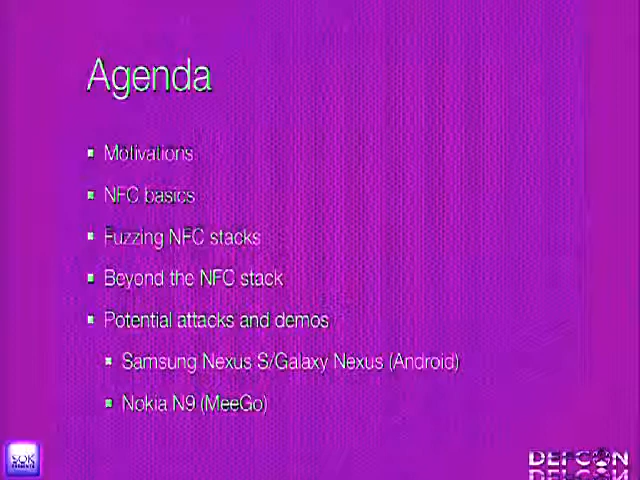 Agenda
Motivations
NFC basics
Fuzzing NFC stacks
Beyond the NFC stack
Potential attacks and demos
Samsung Nexus S/Galaxy Nexus (Android)
Nokia N9 (MeeGo)
SOK
DEFCON